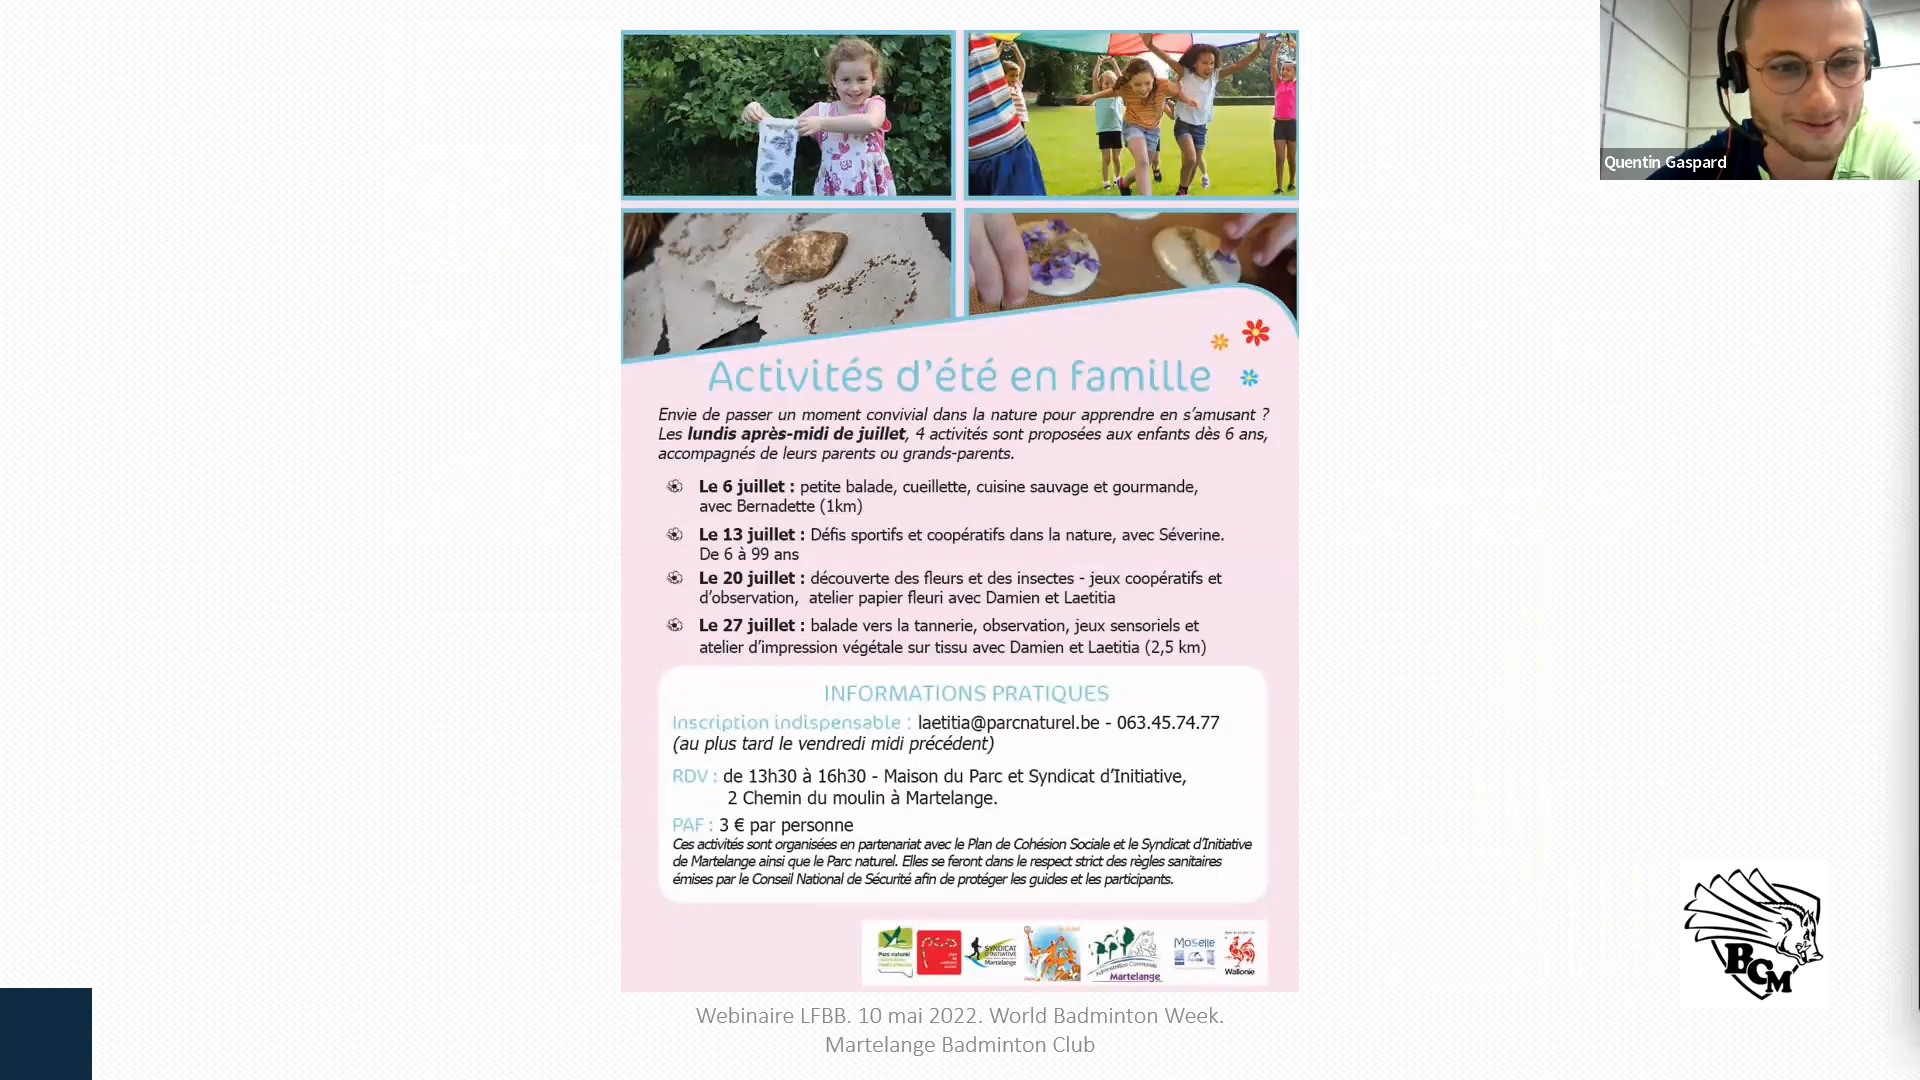 Quentin Gaspard
Activités d'été en famille
Envie de passer un moment convivial dans la nature pour apprendre en s'amusant ?
Les lundis après-midi de juillet, 4 activités sont proposées aux enfants dès 6 ans,
accompagnés de leurs parents ou grands-parents.
Le 6 juillet : petite balade, cueillette, cuisine sauvage et gourmande,
avec Bernadette (1km)
Le 13 juillet : Défis sportifs et coopératifs dans la nature, avec Séverine.
De 6 à 99 ans
Le 20 juillet : découverte des fleurs et des insectes - jeux coopératifs et
d'observation, atelier papier fleuri avec Damien et Laetitia
Le 27 juillet : balade vers la tannerie, observation, jeux sensoriels et
atelier d'impression végétale sur tissu avec Damien et Laetitia (2,5 km)
INFORMATIONS PRATIQUES
Inscription indispensable : laetitia@parcnaturel.be - 063.45.74.77
(au plus tard le vendredi midi précédent)
RDV : de 13h30 à 16h30 - Maison du Parc et Syndicat d'Initiative,
2 Chemin du moulin à Martelange.
PAF : 3 € par personne
Ces activités sont organisées en partenariat avec le Plan de Cohésion Sociale et le Syndicat d'Initiative
de Martelange ainsi que le Parc naturel. Elles se feront dans le respect strict des règles sanitaires
émises par le Conseil National de Sécurité afin de protéger les guides et les participants.
Parc naturel
SYNDICAT
D'INITIATIVE
Martelange
Administration Communale
Martelange
Moselle
Wallonie
BCM
Webinaire LFBB. 10 mai 2022. World Badminton Week.
Martelange Badminton Club